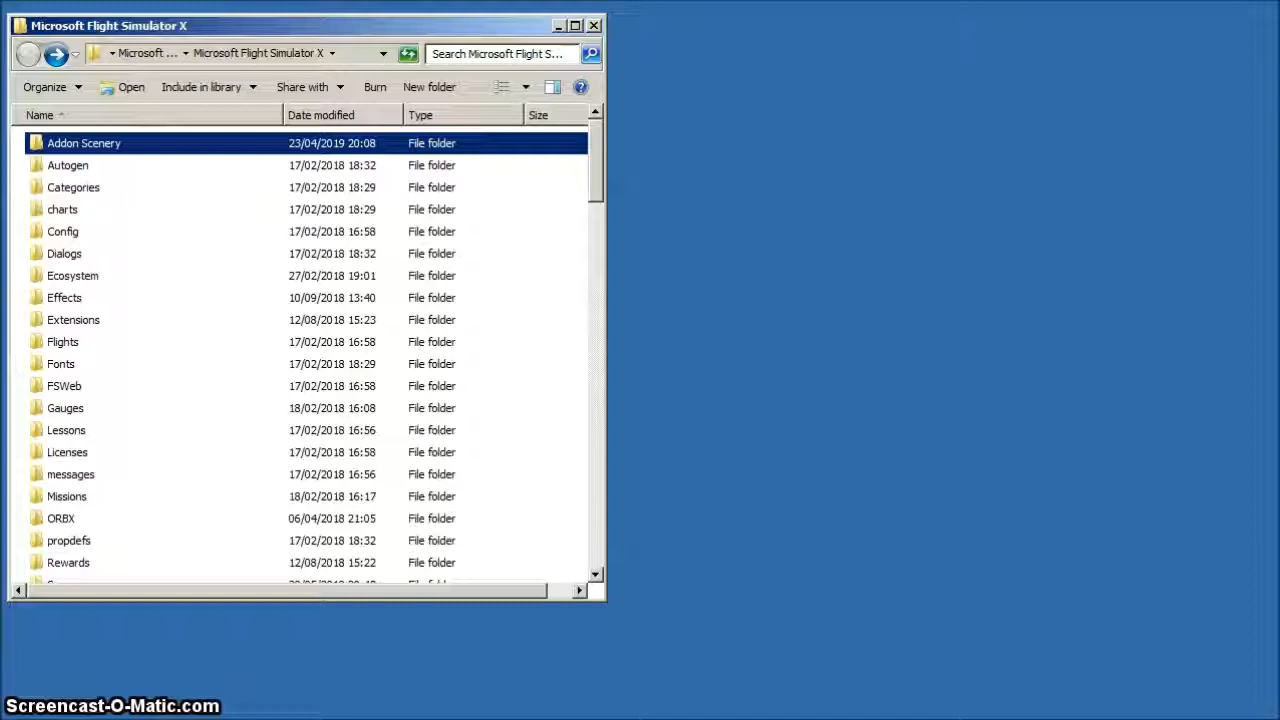 Microsoft Flight Simulator X
Microsoft ... Microsoft Flight Simulator X Search Microsoft Flight S...
Organize Open Include in library Share with Burn New folder
Name Date modified Type Size
Addon Scenery 23/04/2019 20:08 File folder
Autogen 17/02/2018 18:32 File folder
Categories 17/02/2018 18:29 File folder
charts 17/02/2018 18:29 File folder
Config 17/02/2018 16:58 File folder
Dialogs 17/02/2018 18:32 File folder
Ecosystem 27/02/2018 19:01 File folder
Effects 10/09/2018 13:40 File folder
Extensions 12/08/2018 15:23 File folder
Flights 17/02/2018 16:58 File folder
Fonts 17/02/2018 18:29 File folder
FSWeb 17/02/2018 16:58 File folder
Gauges 18/02/2018 16:08 File folder
Lessons 17/02/2018 16:56 File folder
Licenses 17/02/2018 16:58 File folder
messages 17/02/2018 16:56 File folder
Missions 18/02/2018 16:17 File folder
ORBX 06/04/2018 21:05 File folder
propdefs 17/02/2018 18:32 File folder
Rewards 12/08/2018 15:22 File folder
Screencast-O-Matic.com